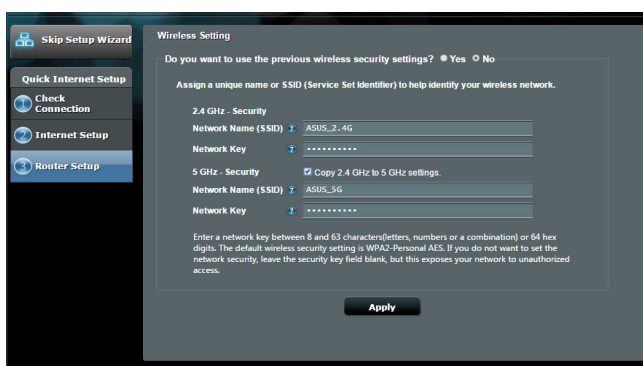 Skip Setup Wizard
Quick Internet Setup
1 Check Connection
2 Internet Setup
3 Router Setup
Wireless Setting
Do you want to use the previous wireless security settings? Yes No
Assign a unique name or SSID (Service Set Identifier) to help identify your wireless network.
2.4 GHz - Security
Network Name (SSID) ? ASUS_2.4G
Network Key ? ••••••••••
5 GHz - Security Copy 2.4 GHz to 5 GHz settings.
Network Name (SSID) ? ASUS_5G
Network Key ? ••••••••••
Enter a network key between 8 and 63 characters(letters, numbers or a combination) or 64 hex
digits. The default wireless security setting is WPA2-Personal AES. If you do not want to set the
network security, leave the security key field blank, but this exposes your network to unauthorized
access.
Apply